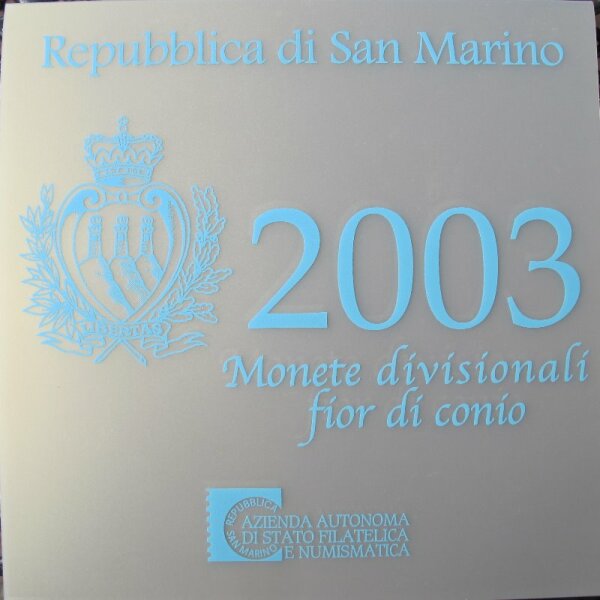 Repubblica di San Marino
LIBERTAS
2003
Monete divisionali
fior di conio
REPUBBLICA
SAN MARINO
AZIENDA AUTONOMA
DI STATO FILATELICA
E NUMISMATICA